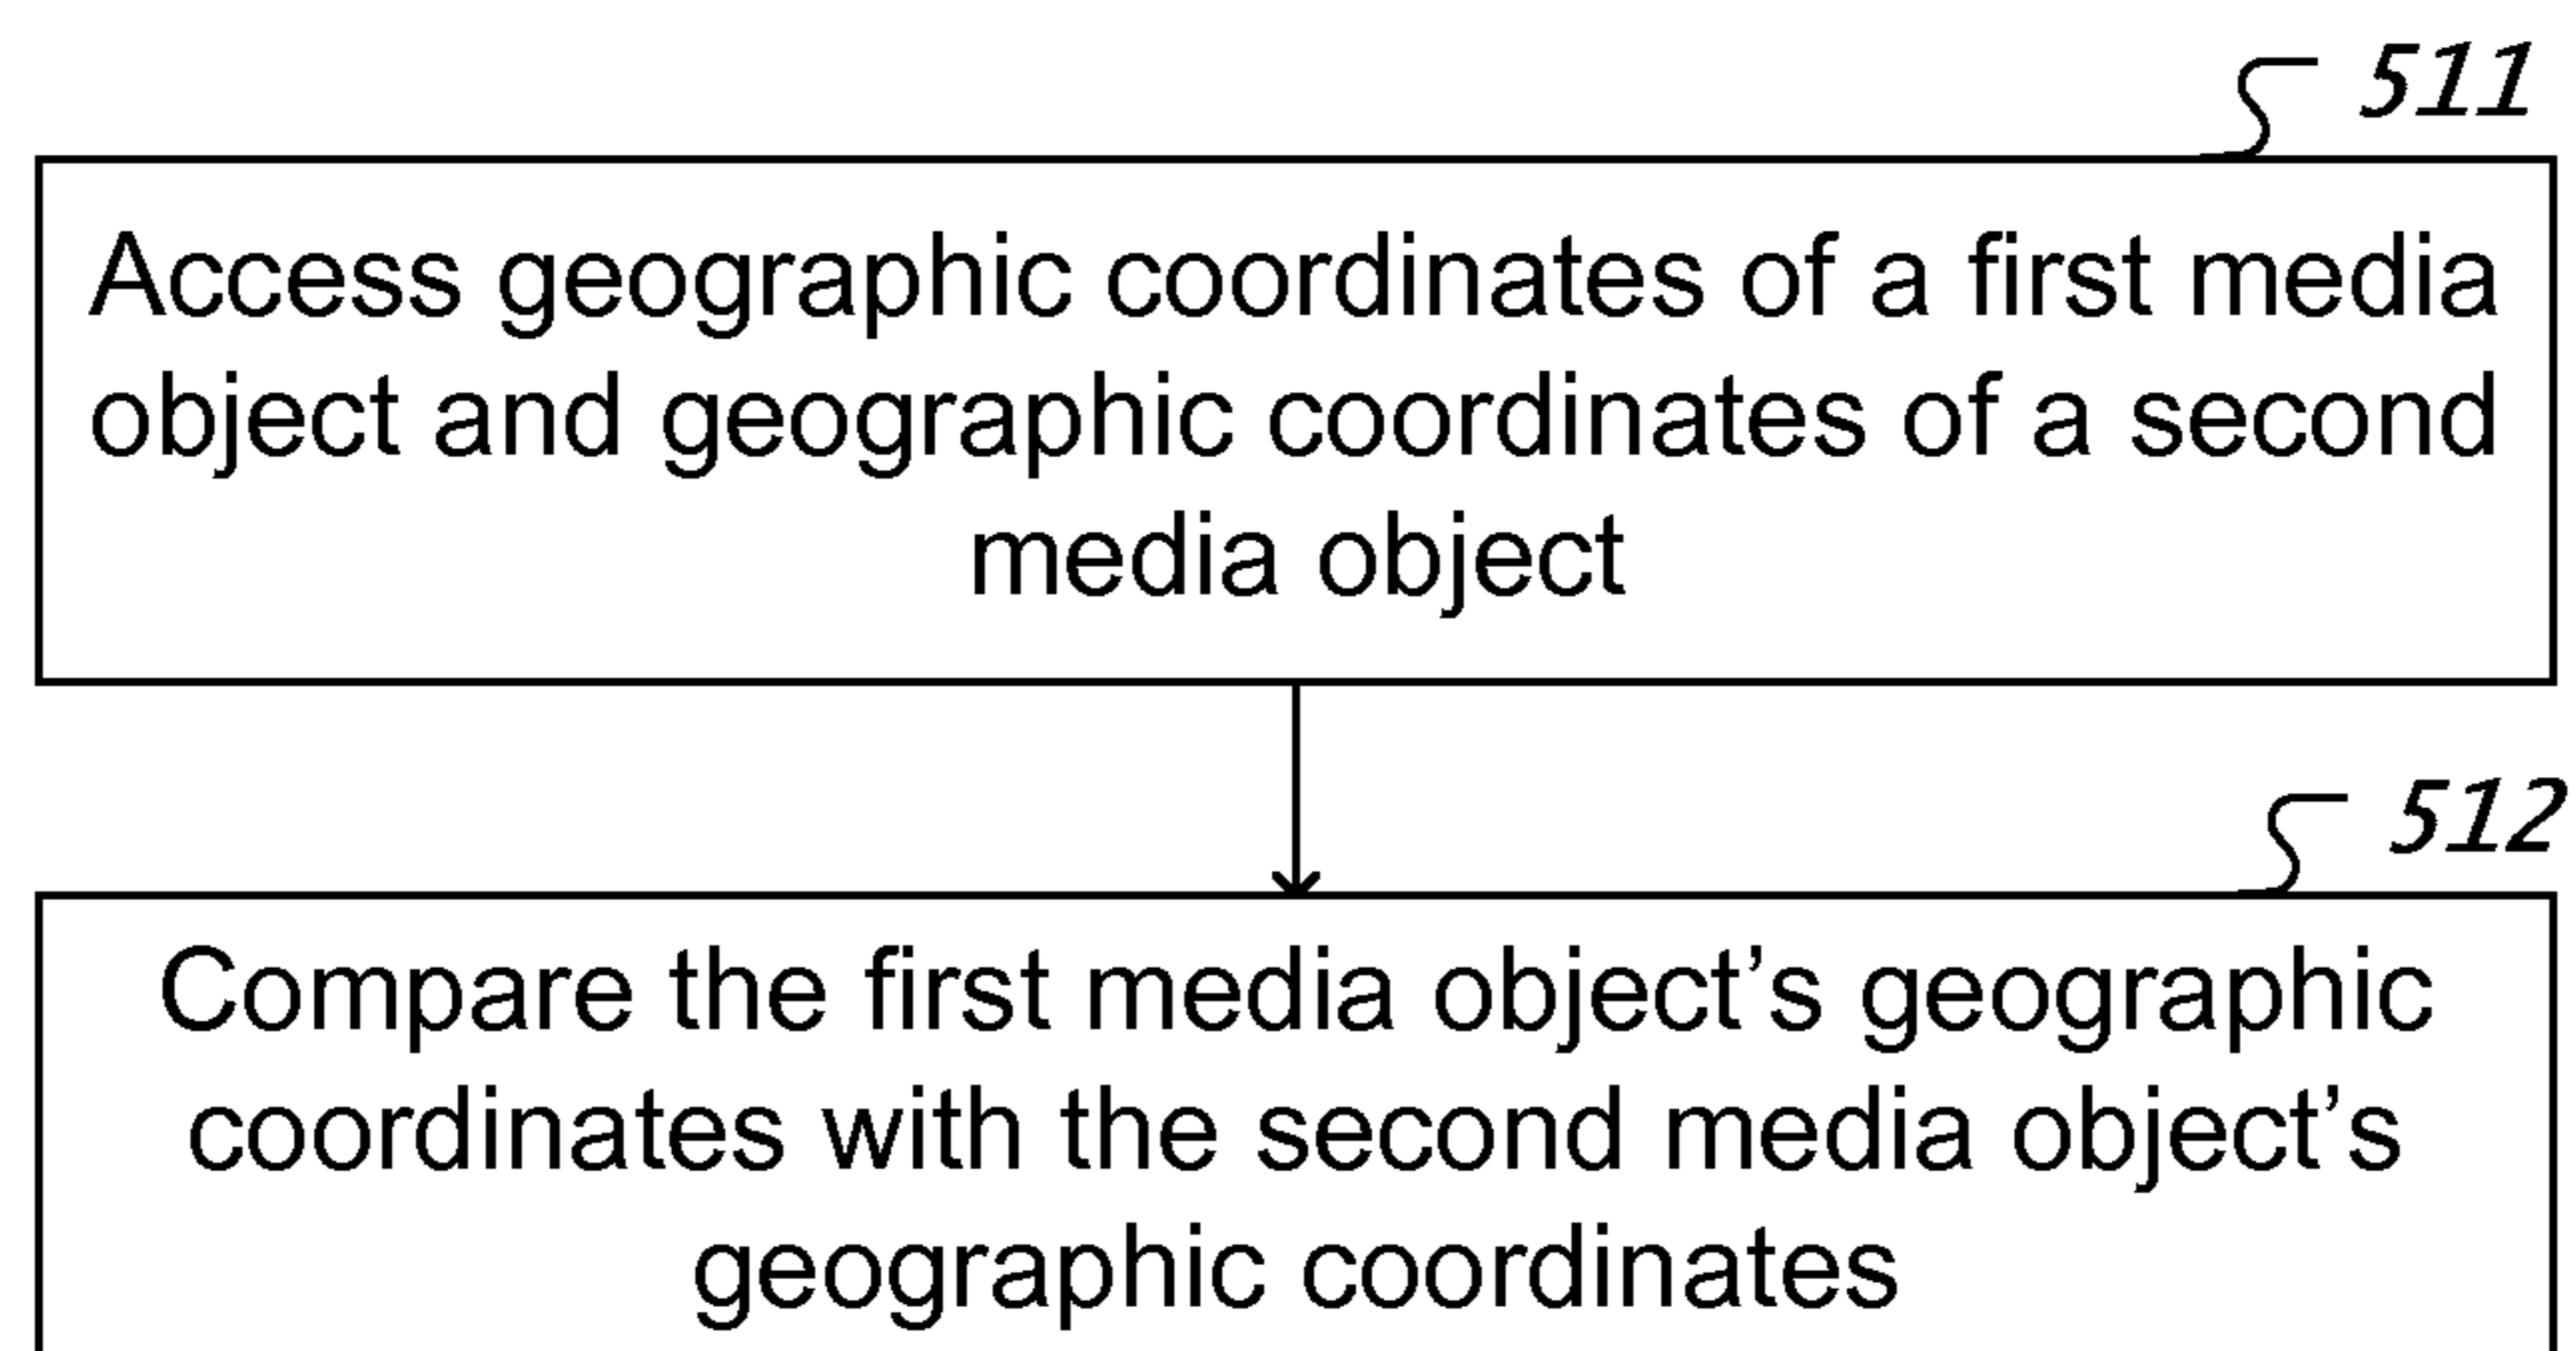 511
Access geographic coordinates of a first media
object and geographic coordinates of a second
media object
512
Compare the first media object’s geographic
coordinates with the second media object’s
geographic coordinates